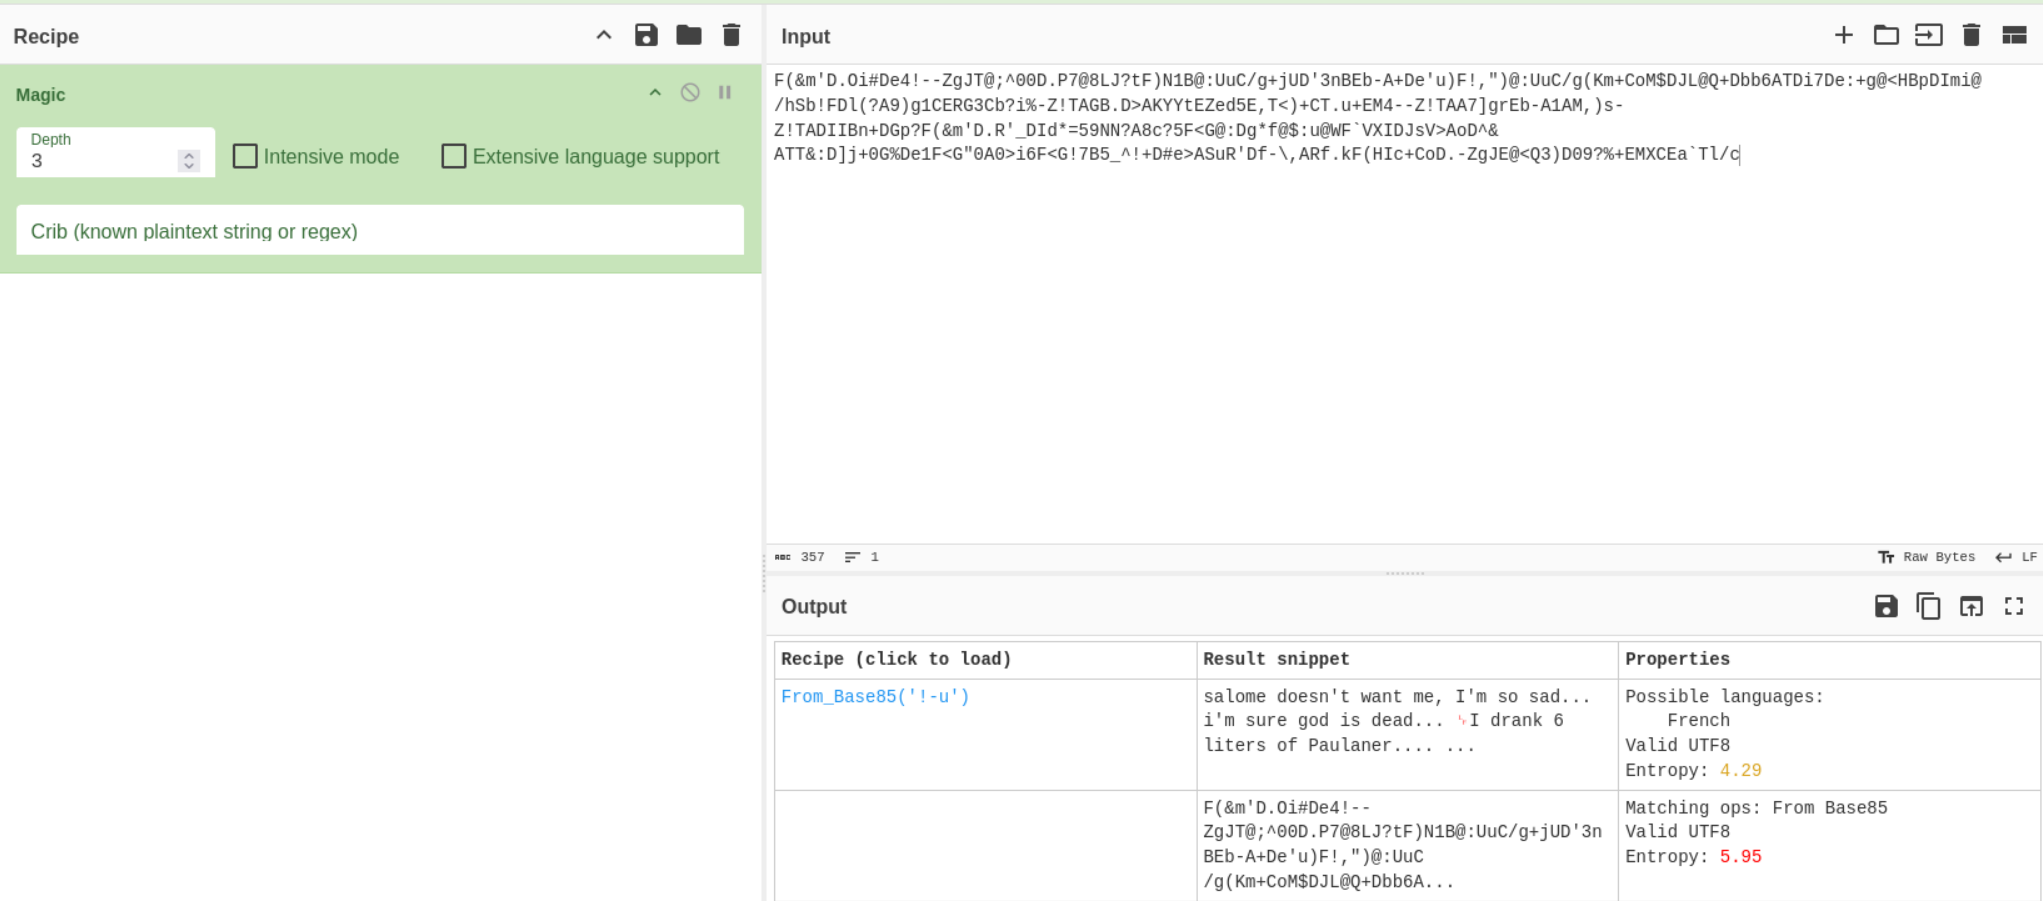 Recipe
Magic
Depth
3
Intensive mode
Extensive language support
Crib (known plaintext string or regex)
Input
F(&m'D.Oi#De4!--ZgJT@;^00D.P7@8LJ?tF)N1B@:UuC/g+jUD'3nBEb-A+De'u)F!,")@:UuC/g(Km+CoM$DJL@Q+Dbb6ATDi7De:+g@<HBpDImi@
/hSb!FDl(?A9)g1CERG3Cb?i%-Z!TAGB.D>AKYYtEZed5E,T<)+CT.u+EM4--Z!TAA7]grEb-A1AM,)s-
Z!TADIIBn+DGp?F(&m'D.R'_DId*=59NN?A8c?5F<G@:Dg*f@$:u@WF`VXIDJsV>AoD^&
ATT&:D]j+0G%De1F<G"0A0>i6F<G!7B5_^!+D#e>ASuR'Df-\,ARf.kF(HIc+CoD.-ZgJE@<Q3)D09?%+EMXCEa`Tl/c
357
1
Raw Bytes
LF
Output
Recipe (click to load)
Result snippet
Properties
From_Base85('!-u')
salome doesn't want me, I'm so sad...
i'm sure god is dead... I drank 6
liters of Paulaner.... ...
Possible languages:
French
Valid UTF8
Entropy: 4.29
F(&m'D.Oi#De4!--
ZgJT@;^00D.P7@8LJ?tF)N1B@:UuC/g+jUD'3n
BEb-A+De'u)F!,")@:UuC
/g(Km+CoM$DJL@Q+Dbb6A...
Matching ops: From Base85
Valid UTF8
Entropy: 5.95